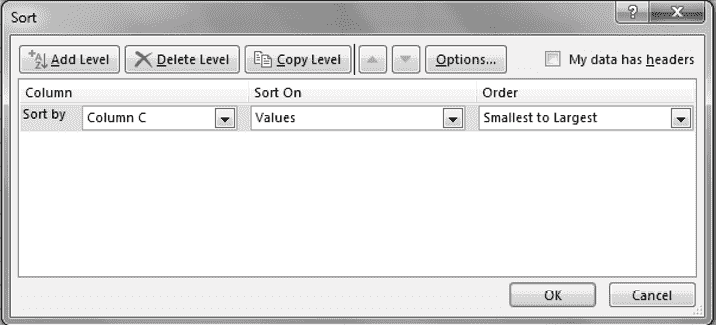 Sort
Add Level Delete Level Copy Level Options... My data has headers
Column Sort On Order
Sort by Column C Values Smallest to Largest
OK Cancel